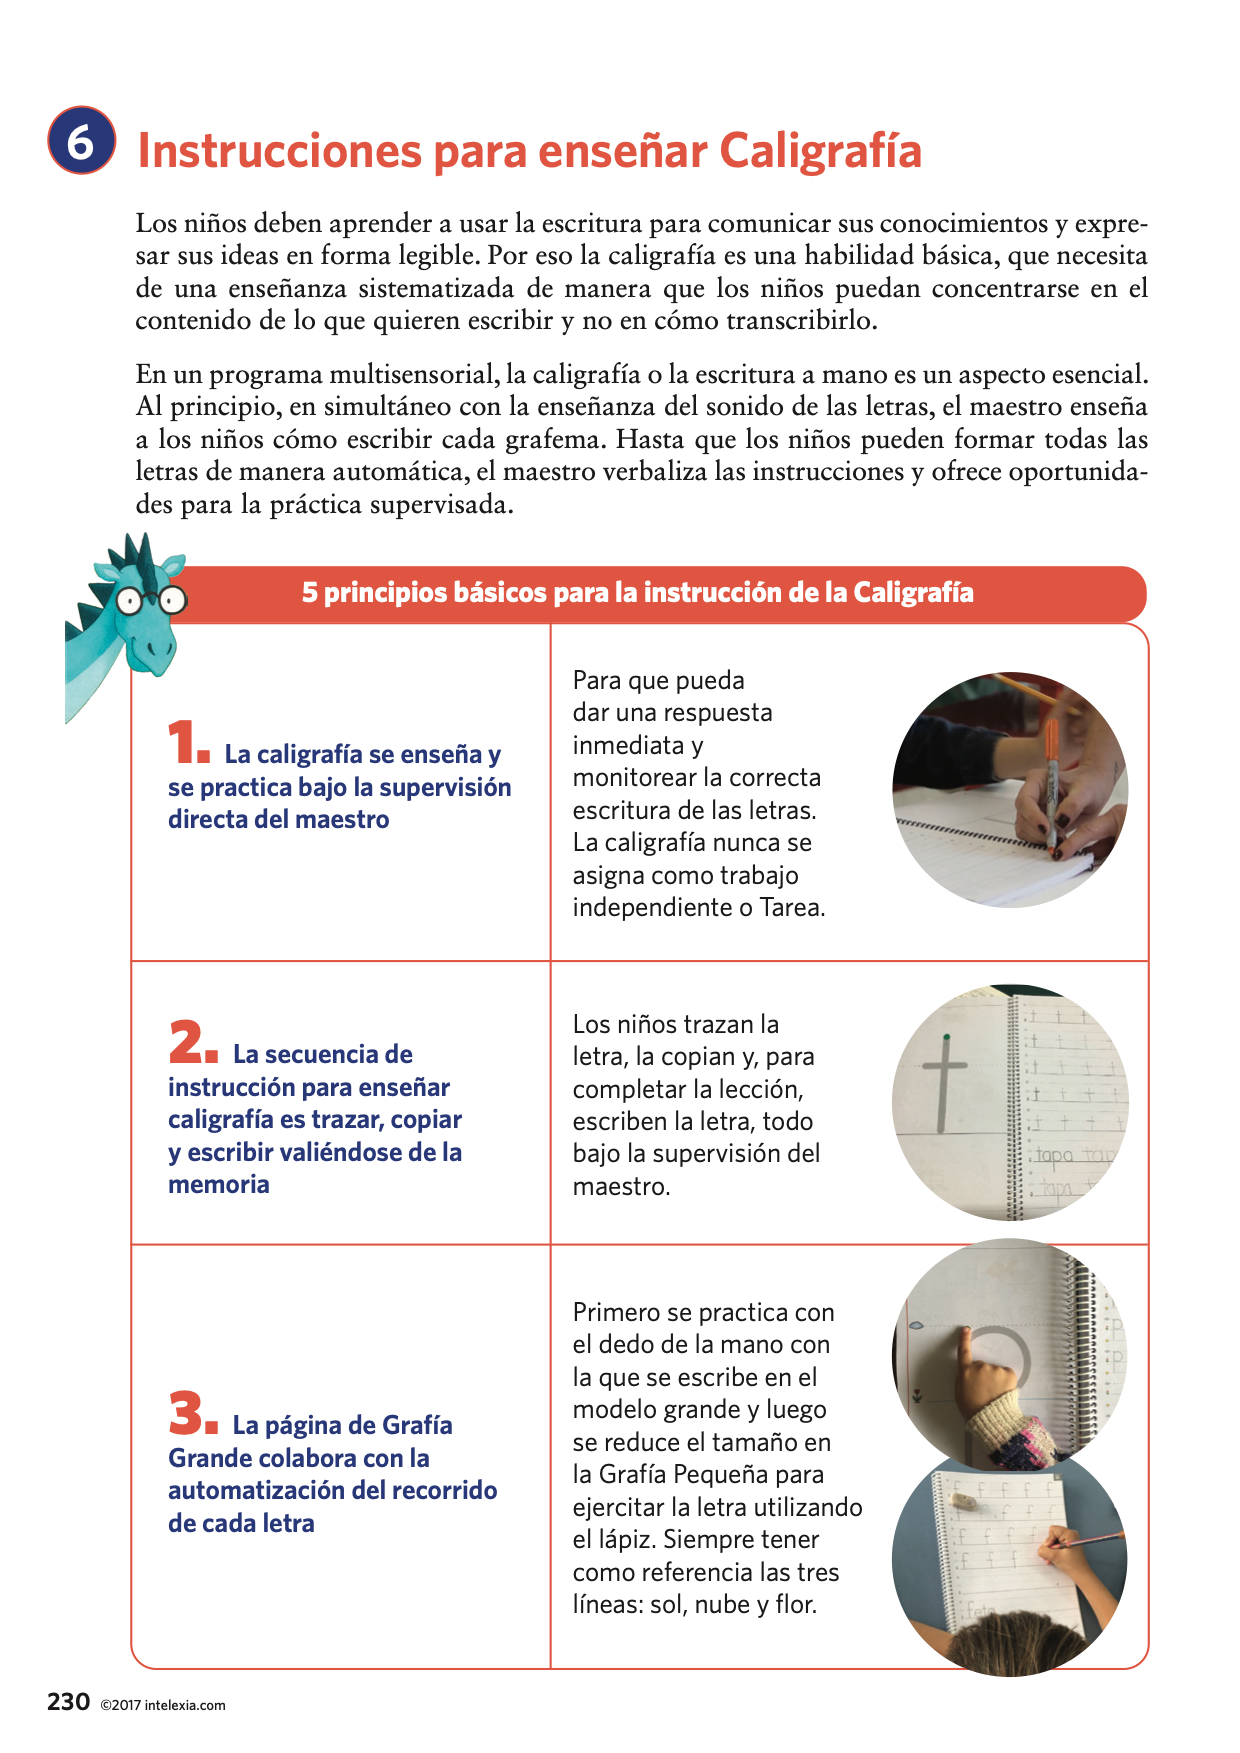 6
Instrucciones para enseñar Caligrafía
Los niños deben aprender a usar la escritura para comunicar sus conocimientos y expre-
sar sus ideas en forma legible. Por eso la caligrafía es una habilidad básica, que necesita
de una enseñanza sistematizada de manera que los niños puedan concentrarse en el
contenido de lo que quieren escribir y no en cómo transcribirlo.
En un programa multisensorial, la caligrafía o la escritura a mano es un aspecto esencial.
Al principio, en simultáneo con la enseñanza del sonido de las letras, el maestro enseña
a los niños cómo escribir cada grafema. Hasta que los niños pueden formar todas las
letras de manera automática, el maestro verbaliza las instrucciones y ofrece oportunida-
des para la práctica supervisada.
5 principios básicos para la instrucción de la Caligrafía
1. La caligrafía se enseña y
se practica bajo la supervisión
directa del maestro
Para que pueda
dar una respuesta
inmediata y
monitorear la correcta
escritura de las letras.
La caligrafía nunca se
asigna como trabajo
independiente o Tarea.
2. La secuencia de
instrucción para enseñar
caligrafía es trazar, copiar
y escribir valiéndose de la
memoria
Los niños trazan la
letra, la copian y, para
completar la lección,
escriben la letra, todo
bajo la supervisión del
maestro.
t
t t t
t t t t
t t t t
t t t t
tapa tap
tapa
3. La página de Grafía
Grande colabora con la
automatización del recorrido
de cada letra
Primero se practica con
el dedo de la mano con
la que se escribe en el
modelo grande y luego
se reduce el tamaño en
la Grafía Pequeña para
ejercitar la letra utilizando
el lápiz. Siempre tener
como referencia las tres
líneas: sol, nube y flor.
p
p
f f f f f
f f f f f
f f f
f f f
feta
230 ©2017 intelexia.com